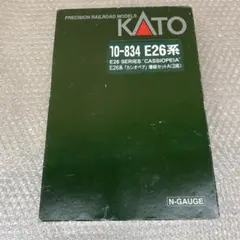 PRECISION RAILROAD MODELS
KATO
10-834 E26系
E26 SERIES "CASSIOPEIA"
E26系「カシオペア」増結セットA(3両)
N-GAUGE